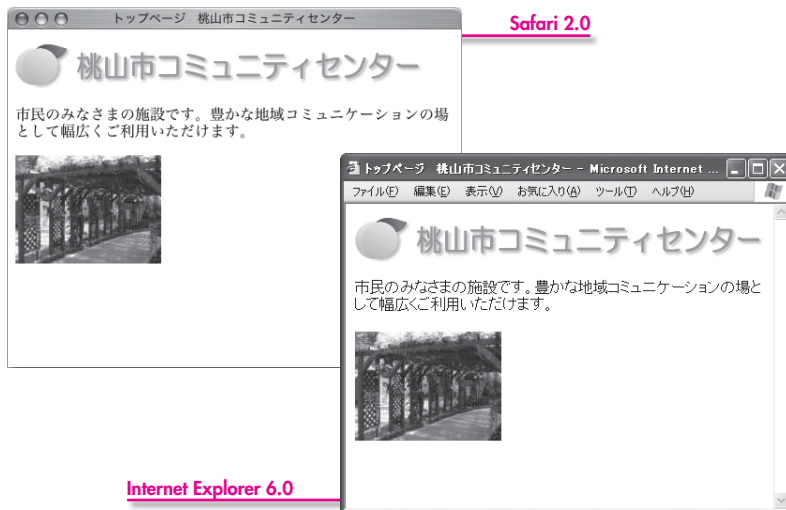 トップページ　桃山市コミュニティセンター
Safari 2.0
桃山市コミュニティセンター
市民のみなさまの施設です。豊かな地域コミュニケーションの場
として幅広くご利用いただけます。
トップページ　桃山市コミュニティセンター - Microsoft Internet ...
ファイル(F) 編集(E) 表示(V) お気に入り(A) ツール(T) ヘルプ(H)
桃山市コミュニティセンター
市民のみなさまの施設です。豊かな地域コミュニケーションの場と
して幅広くご利用いただけます。
Internet Explorer 6.0